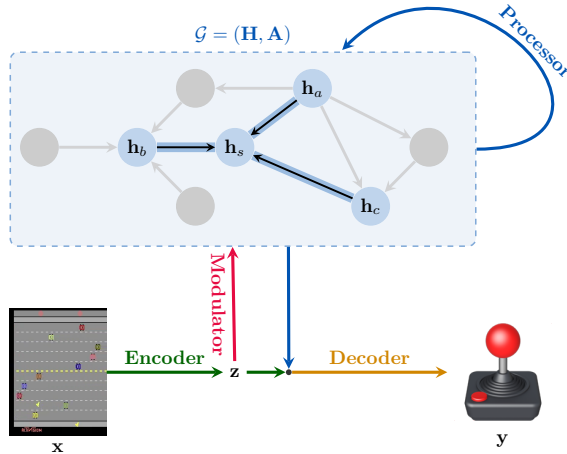 𝒢 = (H, A)
Processor
h_a
h_b
h_s
h_c
Modulator
Encoder
z
Decoder
x
y